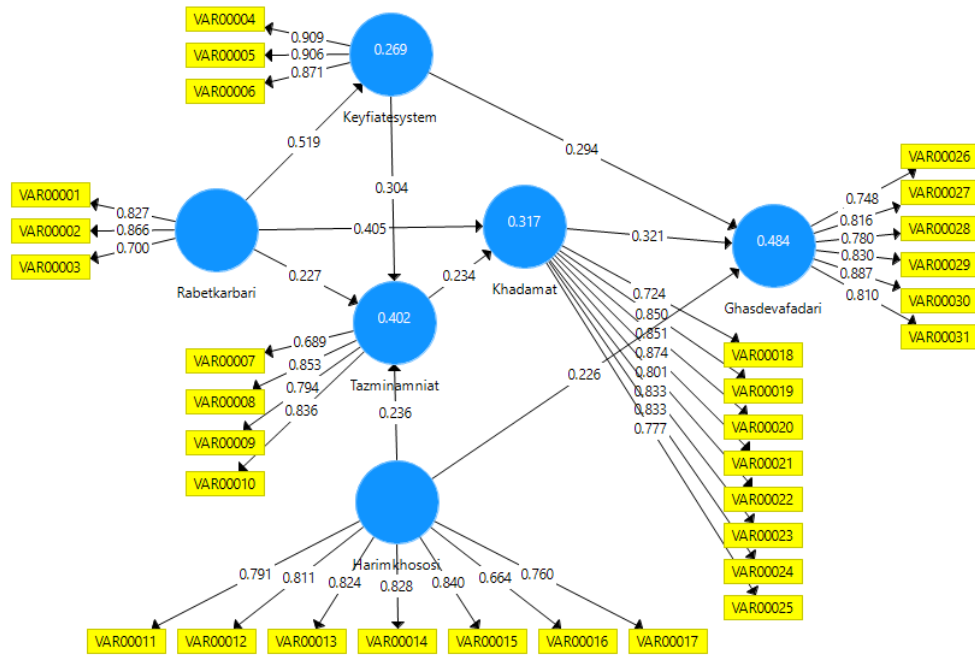 VAR00004
0.909
VAR00005
0.906
VAR00006
0.871
0.269
Keyfiatesystem
0.519
0.304
0.294
VAR00001
0.827
VAR00002
0.866
VAR00003
0.700
Rabetkarbari
0.405
0.227
0.317
Khadamat
0.234
0.321
0.484
Ghasdevafadari
0.748
VAR00026
0.816
VAR00027
0.780
VAR00028
0.830
VAR00029
0.887
VAR00030
0.810
VAR00031
0.402
Tazminamniat
0.689
VAR00007
0.853
VAR00008
0.794
VAR00009
0.836
VAR00010
0.236
0.226
0.724
0.850
0.851
0.874
0.801
0.833
0.833
0.777
VAR00018
VAR00019
VAR00020
VAR00021
VAR00022
VAR00023
VAR00024
VAR00025
Harimkhososi
0.791
0.811
0.824
0.828
0.840
0.664
0.760
VAR00011
VAR00012
VAR00013
VAR00014
VAR00015
VAR00016
VAR00017